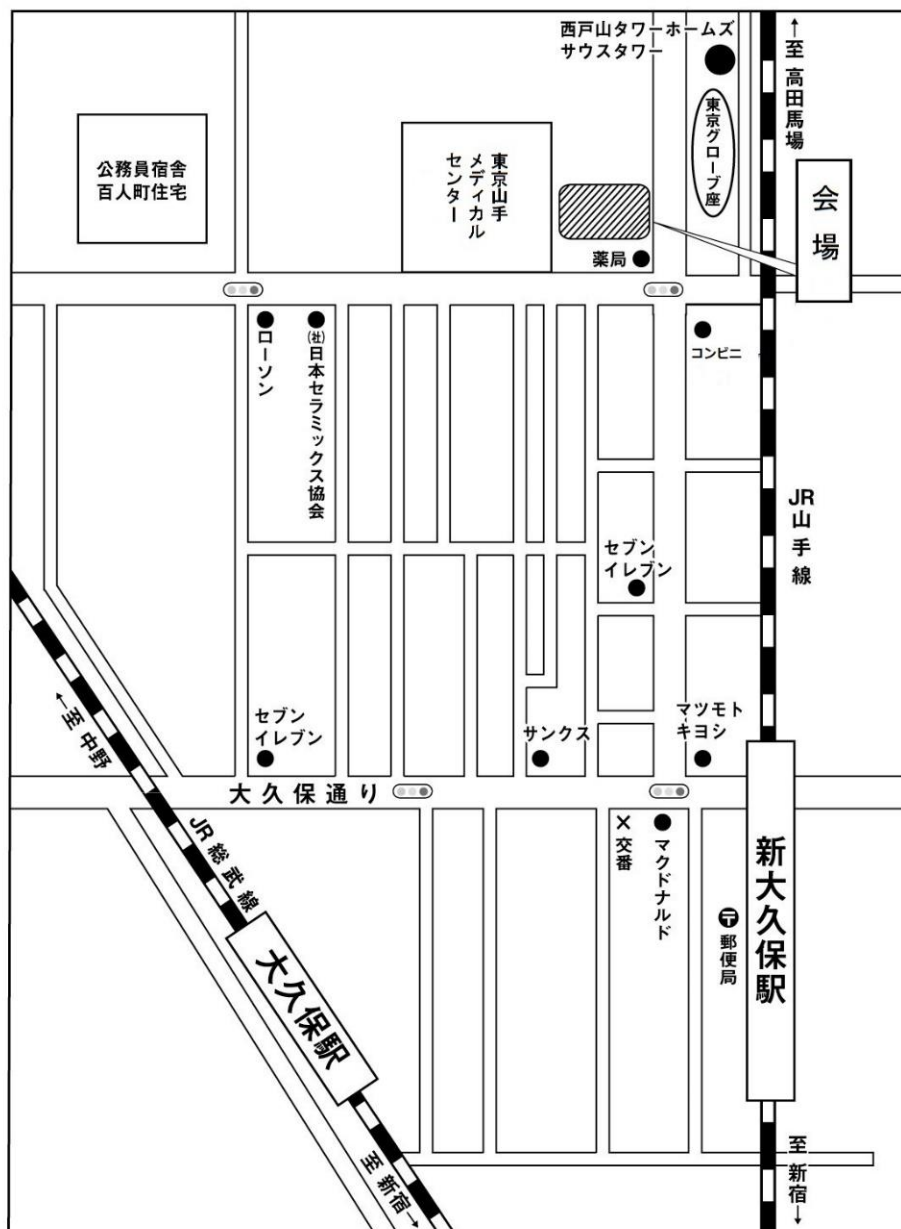 西戸山タワーホームズ
サウスタワー
←至 高田馬場
東京グローブ座
公務員宿舎
百人町住宅
東京山手
メディカル
センター
会場
薬局
ローソン
(社)日本セラミックス協会
コンビニ
JR山手線
セブン
イレブン
←至 中野
セブン
イレブン
サンクス
マツモト
キヨシ
大久保通り
JR総武線
交番
マクドナルド
新大久保駅
〒
郵便局
大久保駅
至 新宿→
至 新宿→